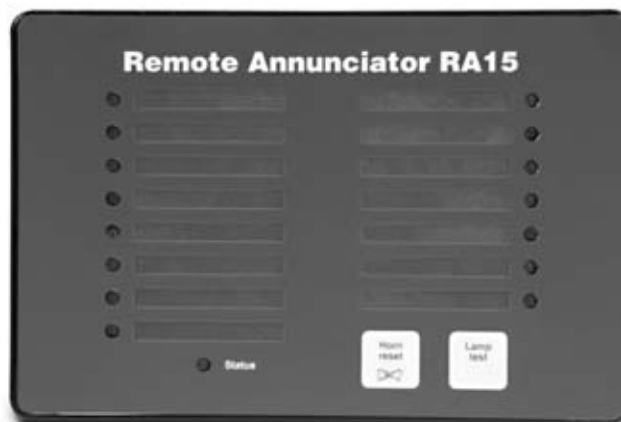 Remote Annunciator RA15
Status
Horn
reset
Lamp
test